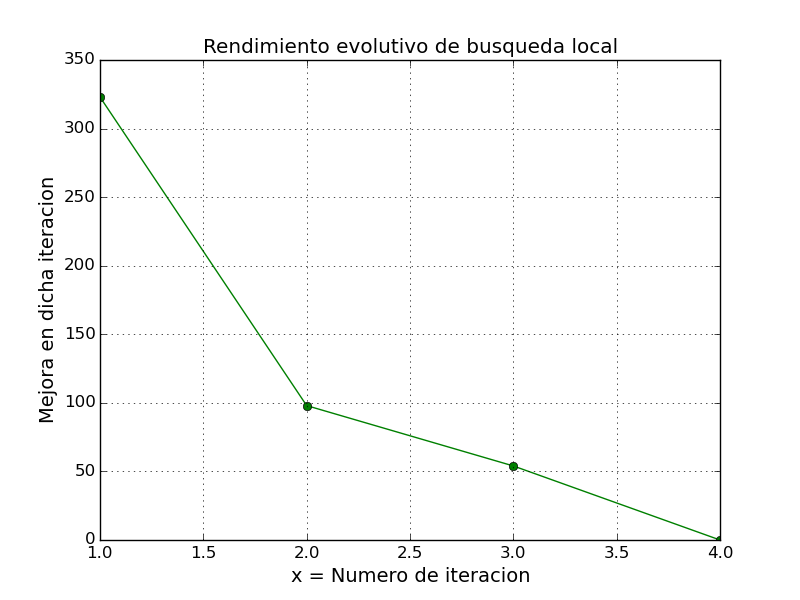 Rendimiento evolutivo de busqueda local
350
300
250
200
150
100
50
0
Mejora en dicha iteracion
1.0 1.5 2.0 2.5 3.0 3.5 4.0
x = Numero de iteracion